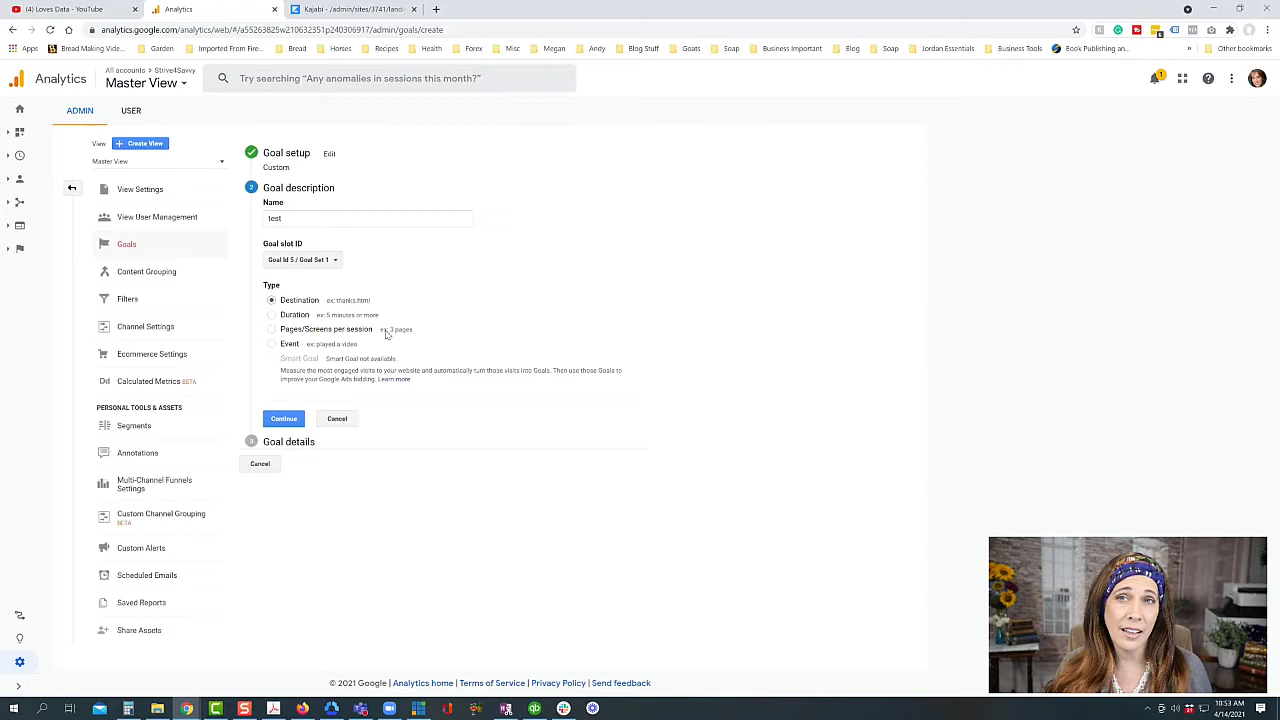 (4) Loves Data - YouTube
Analytics
Kajabi - /admin/sites/3741/land
analytics.google.com/analytics/web/#/a55263825w210632351p240306917/admin/goals/create
Apps
Bread Making Vide...
Garden
Imported From Fire...
Bread
Horses
Recipes
Health
Forex
Misc
Megan
Andy
Blog Stuff
Goats
Soap
Business Important
Blog
Soap
Jordan Essentials
Business Tools
Book Publishing an...
Other bookmarks
Analytics
All accounts > Strive4Savvy
Master View
Try searching “Any anomalies in sessions this month?”
1
ADMIN
USER
View
+ Create View
Master View
View Settings
View User Management
Goals
Content Grouping
Filters
Channel Settings
Ecommerce Settings
Dd Calculated Metrics BETA
PERSONAL TOOLS & ASSETS
Segments
Annotations
Multi-Channel Funnels
Settings
Custom Channel Grouping
BETA
Custom Alerts
Scheduled Emails
Saved Reports
Share Assets
Goal setup Edit
Custom
2 Goal description
Name
test
Goal slot ID
Goal Id 5 / Goal Set 1
Type
Destination ex: thanks.html
Duration ex: 5 minutes or more
Pages/Screens per session ex: 3 pages
Event ex: played a video
Smart Goal Smart Goal not available.
Measure the most engaged visits to your website and automatically turn those visits into Goals. Then use those Goals to
improve your Google Ads bidding. Learn more
Continue
Cancel
3 Goal details
Cancel
© 2021 Google | Analytics home | Terms of Service | Privacy Policy | Send feedback
10:53 AM
4/14/2021